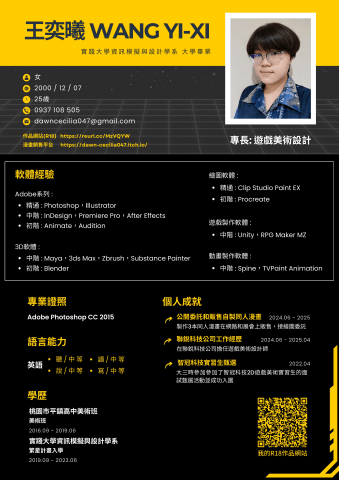 王奕曦 WANG YI-XI
實踐大學資訊模擬與設計學系 大學畢業
女
2000 / 12 / 07
25歲
0937 108 505
dawncecilia047@gmail.com
作品網站(R18) https://reurl.cc/MzVQYW
漫畫銷售平台 https://dawn-cecilia047.itch.io/
專長: 遊戲美術設計
軟體經驗
Adobe系列 :
精通 : Photoshop，Illustrator
中階 : InDesign，Premiere Pro，After Effects
初階 : Animate，Audition
3D軟體 :
中階 : Maya，3ds Max，Zbrush，Substance Painter
初階 : Blender
繪圖軟體 :
精通 : Clip Studio Paint EX
初階 : Procreate
遊戲製作軟體 :
中階 : Unity，RPG Maker MZ
動畫製作軟體 :
中階 : Spine，TVPaint Animation
專業證照
Adobe Photoshop CC 2015
語言能力
英語
聽 / 中等
讀 / 中等
說 / 中等
寫 / 中等
學歷
桃園市平鎮高中美術班
美術班
2016.09 - 2019.06
實踐大學資訊模擬與設計學系
繁星計畫入學
2019.09 - 2023.06
個人成就
公開委託和販售自製同人漫畫 2024.06 - 2025
製作3本同人漫畫在網路和展會上販售，接繪圖委託
聯銳科技公司工作經歷 2024.06 - 2025.04
在聯銳科技公司擔任遊戲美術設計師
智冠科技實習生甄選 2022.04
大三時參加參加了智冠科技2D遊戲美術實習生的面
試甄選活動並成功入選
我的R18作品網站